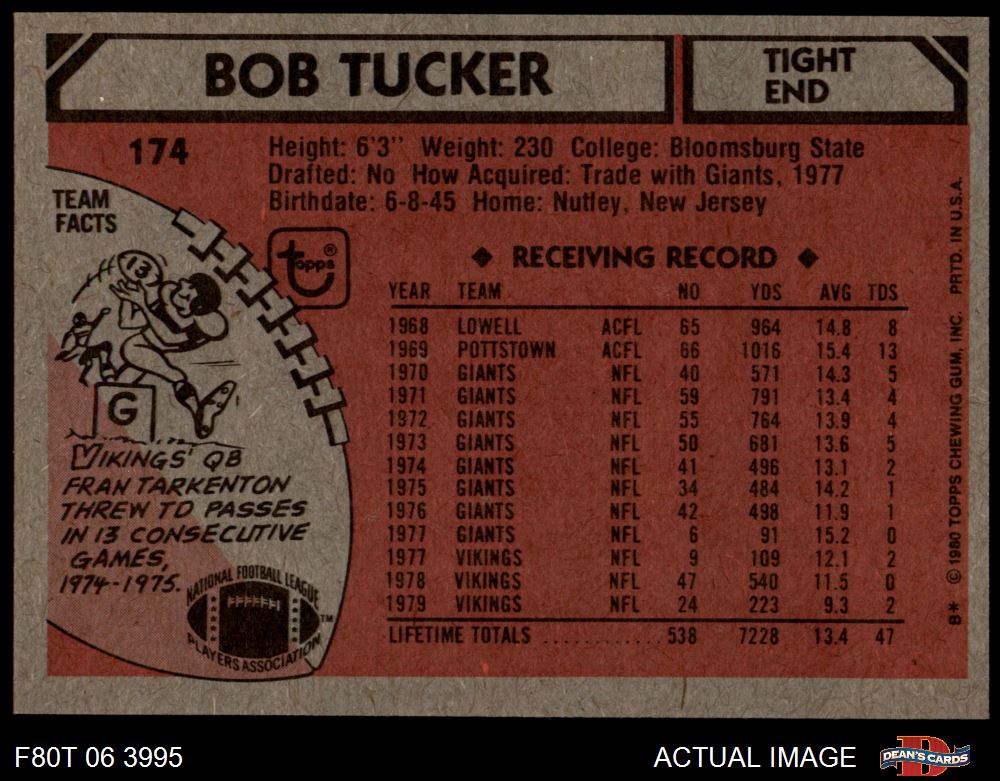 BOB TUCKER
TIGHT
END
174
Height: 6'3'' Weight: 230 College: Bloomsburg State
Drafted: No How Acquired: Trade with Giants, 1977
Birthdate: 6-8-45 Home: Nutley, New Jersey
TEAM
FACTS
13
G
VIKINGS' QB
FRAN TARKENTON
THREW TD PASSES
IN 13 CONSECUTIVE
GAMES,
1974--1975.
NATIONAL FOOTBALL LEAGUE
PLAYERS ASSOCIATION
TM
topps®
◆ RECEIVING RECORD ◆
YEAR TEAM NO YDS AVG TDS
1968 LOWELL ACFL 65 964 14.8 8
1969 POTTSTOWN ACFL 66 1016 15.4 13
1970 GIANTS NFL 40 571 14.3 5
1971 GIANTS NFL 59 791 13.4 4
1972 GIANTS NFL 55 764 13.9 4
1973 GIANTS NFL 50 681 13.6 5
1974 GIANTS NFL 41 496 13.1 2
1975 GIANTS NFL 34 484 14.2 1
1976 GIANTS NFL 42 498 11.9 1
1977 GIANTS NFL 6 91 15.2 0
1977 VIKINGS NFL 9 109 12.1 2
1978 VIKINGS NFL 47 540 11.5 0
1979 VIKINGS NFL 24 223 9.3 2
LIFETIME TOTALS ............ 538 7228 13.4 47
B* © 1980 TOPPS CHEWING GUM, INC. PRTD. IN U.S.A.
F80T 06 3995
ACTUAL IMAGE
DEAN'S CARDS